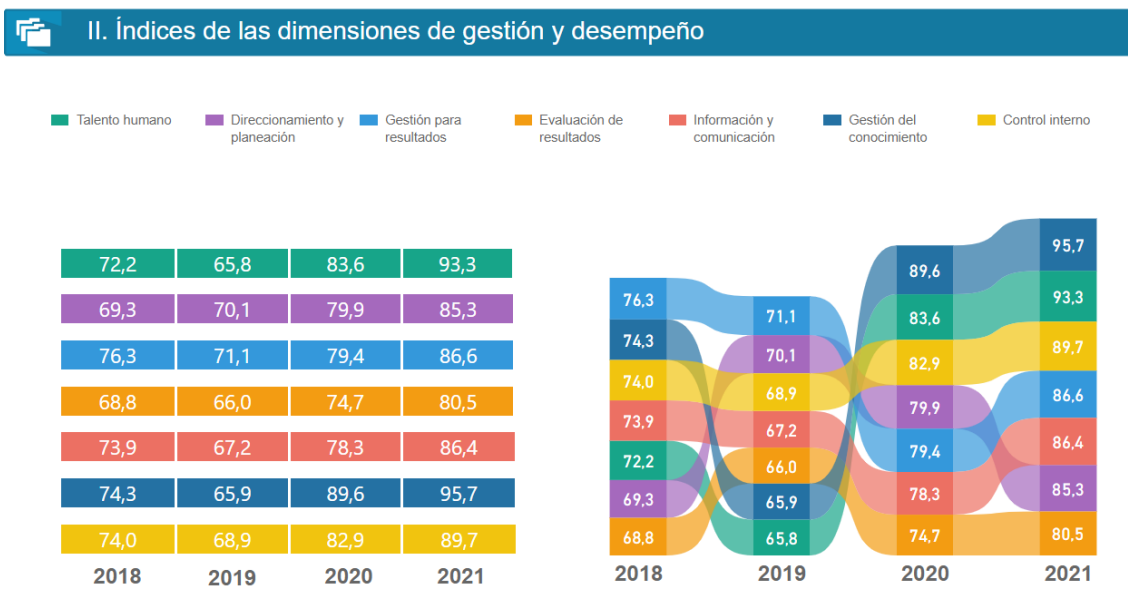 II. Índices de las dimensiones de gestión y desempeño
Talento humano
Direccionamiento y
planeación
Gestión para
resultados
Evaluación de
resultados
Información y
comunicación
Gestión del
conocimiento
Control interno
72,2 65,8 83,6 93,3
69,3 70,1 79,9 85,3
76,3 71,1 79,4 86,6
68,8 66,0 74,7 80,5
73,9 67,2 78,3 86,4
74,3 65,9 89,6 95,7
74,0 68,9 82,9 89,7
2018 2019 2020 2021
76,3
74,3
74,0
73,9
72,2
69,3
68,8
71,1
70,1
68,9
67,2
66,0
65,9
65,8
89,6
83,6
82,9
79,9
79,4
78,3
74,7
95,7
93,3
89,7
86,6
86,4
85,3
80,5
2018 2019 2020 2021